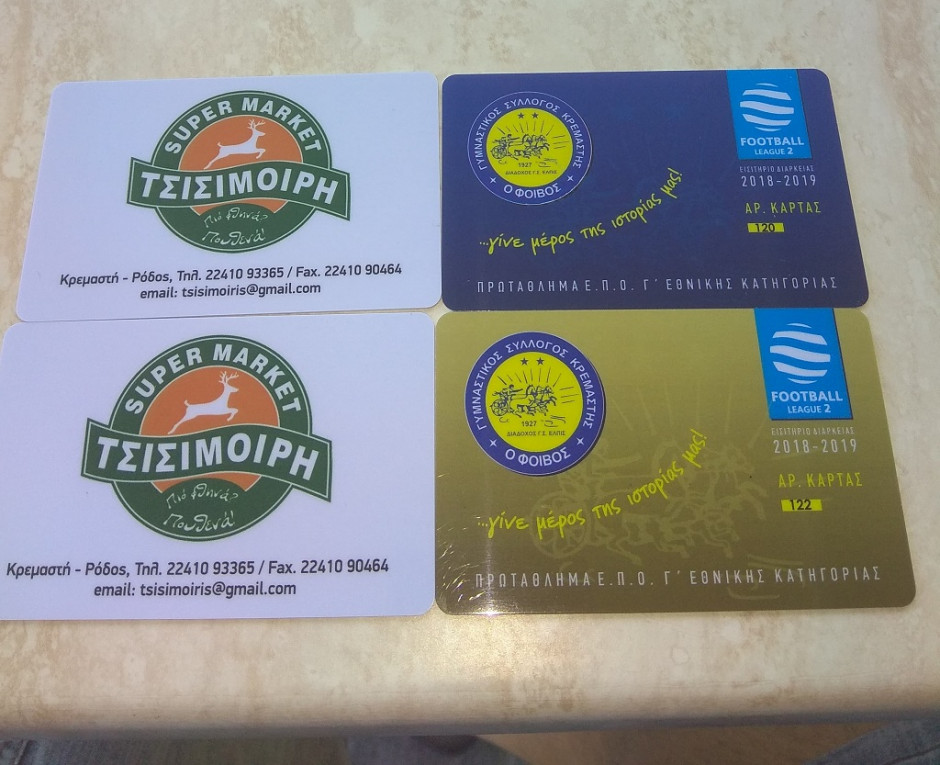 SUPER MARKET
ΤΣΙΣΙΜΟΙΡΗ
Πιό φθηνά?
Πουθενά!
Κρεμαστή - Ρόδος, Τηλ. 22410 93365 / Fax. 22410 90464
email: tsisimoiris@gmail.com
ΓΥΜΝΑΣΤΙΚΟΣ ΣΥΛΛΟΓΟΣ ΚΡΕΜΑΣΤΗΣ
1927
ΔΙΑΔΟΧΟΣ Γ.Σ. ΕΛΠΙΣ
Ο ΦΟΙΒΟΣ
...γίνε μέρος της ιστορίας μας!
FOOTBALL
LEAGUE 2
ΕΙΣΙΤΗΡΙΟ ΔΙΑΡΚΕΙΑΣ
2018-2019
ΑΡ. ΚΑΡΤΑΣ
120
ΠΡΩΤΑΘΛΗΜΑ Ε.Π.Ο. Γ΄ ΕΘΝΙΚΗΣ ΚΑΤΗΓΟΡΙΑΣ
SUPER MARKET
ΤΣΙΣΙΜΟΙΡΗ
Πιό φθηνά?
Πουθενά!
Κρεμαστή - Ρόδος, Τηλ. 22410 93365 / Fax. 22410 90464
email: tsisimoiris@gmail.com
ΓΥΜΝΑΣΤΙΚΟΣ ΣΥΛΛΟΓΟΣ ΚΡΕΜΑΣΤΗΣ
1927
ΔΙΑΔΟΧΟΣ Γ.Σ. ΕΛΠΙΣ
Ο ΦΟΙΒΟΣ
...γίνε μέρος της ιστορίας μας!
FOOTBALL
LEAGUE 2
ΕΙΣΙΤΗΡΙΟ ΔΙΑΡΚΕΙΑΣ
2018-2019
ΑΡ. ΚΑΡΤΑΣ
122
ΠΡΩΤΑΘΛΗΜΑ Ε.Π.Ο. Γ΄ ΕΘΝΙΚΗΣ ΚΑΤΗΓΟΡΙΑΣ